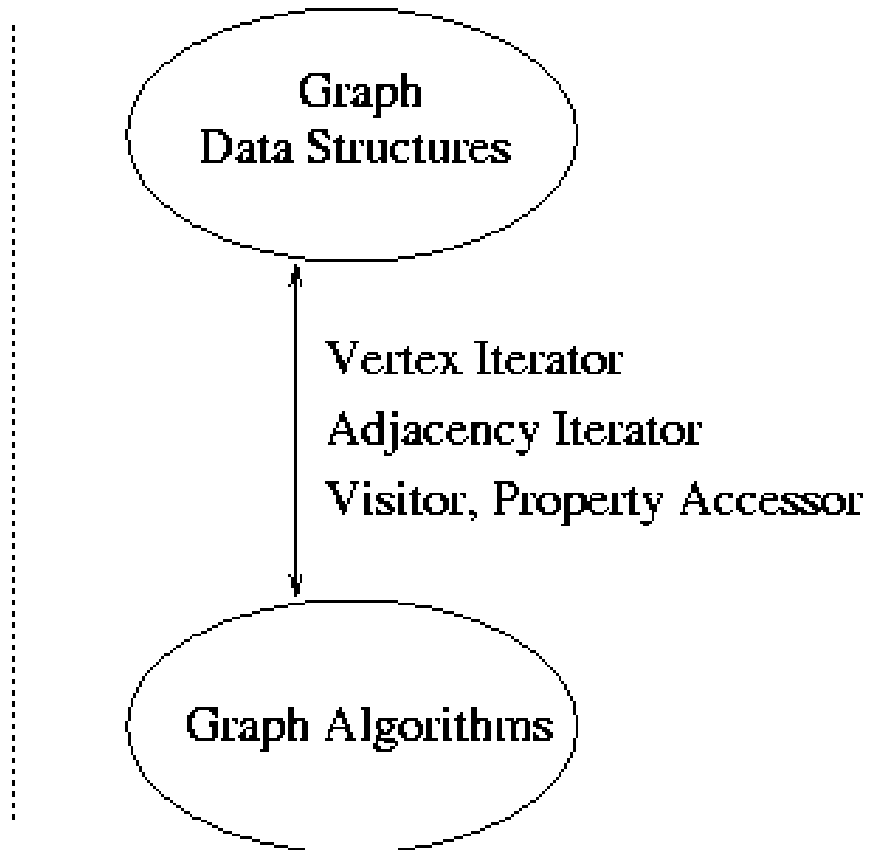 Graph
Data Structures
Vertex Iterator
Adjacency Iterator
Visitor, Property Accessor
Graph Algorithms